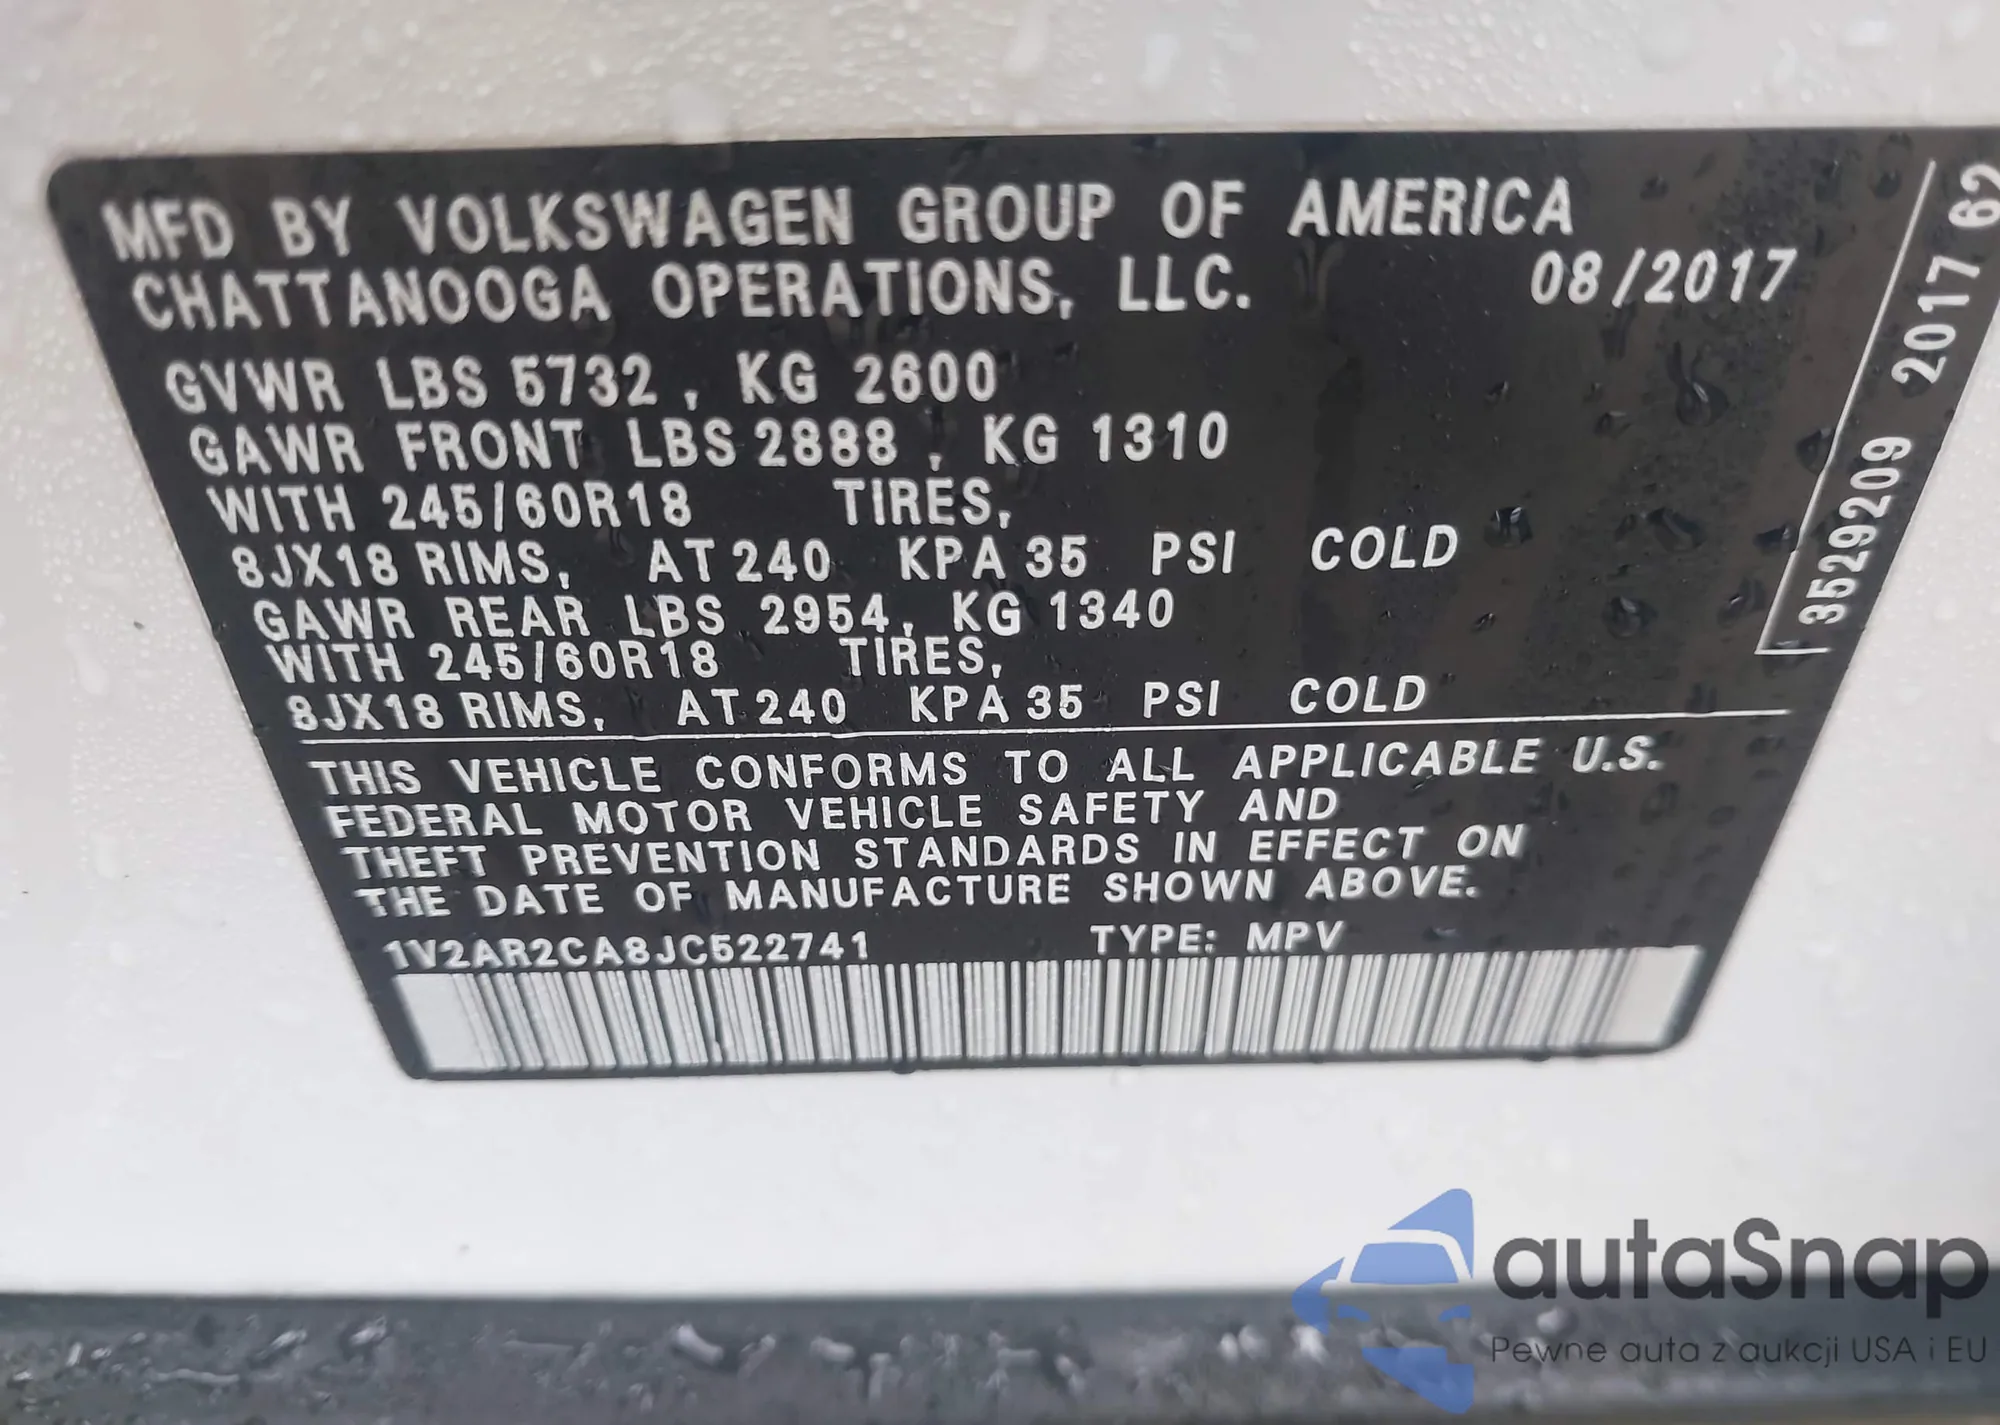 MFD BY VOLKSWAGEN GROUP OF AMERICA
CHATTANOOGA OPERATIONS, LLC. 08/2017
GVWR LBS 5732 , KG 2600
GAWR FRONT LBS 2888 , KG 1310
WITH 245/60R18 TIRES,
8JX18 RIMS, AT 240 KPA 35 PSI COLD
GAWR REAR LBS 2954, KG 1340
WITH 245/60R18 TIRES,
8JX18 RIMS, AT 240 KPA 35 PSI COLD
THIS VEHICLE CONFORMS TO ALL APPLICABLE U.S.
FEDERAL MOTOR VEHICLE SAFETY AND
THEFT PREVENTION STANDARDS IN EFFECT ON
THE DATE OF MANUFACTURE SHOWN ABOVE.
1V2AR2CA8JC522741 TYPE: MPV
3529209 2017 62
autaSnap
Pewne auta z aukcji USA i EU